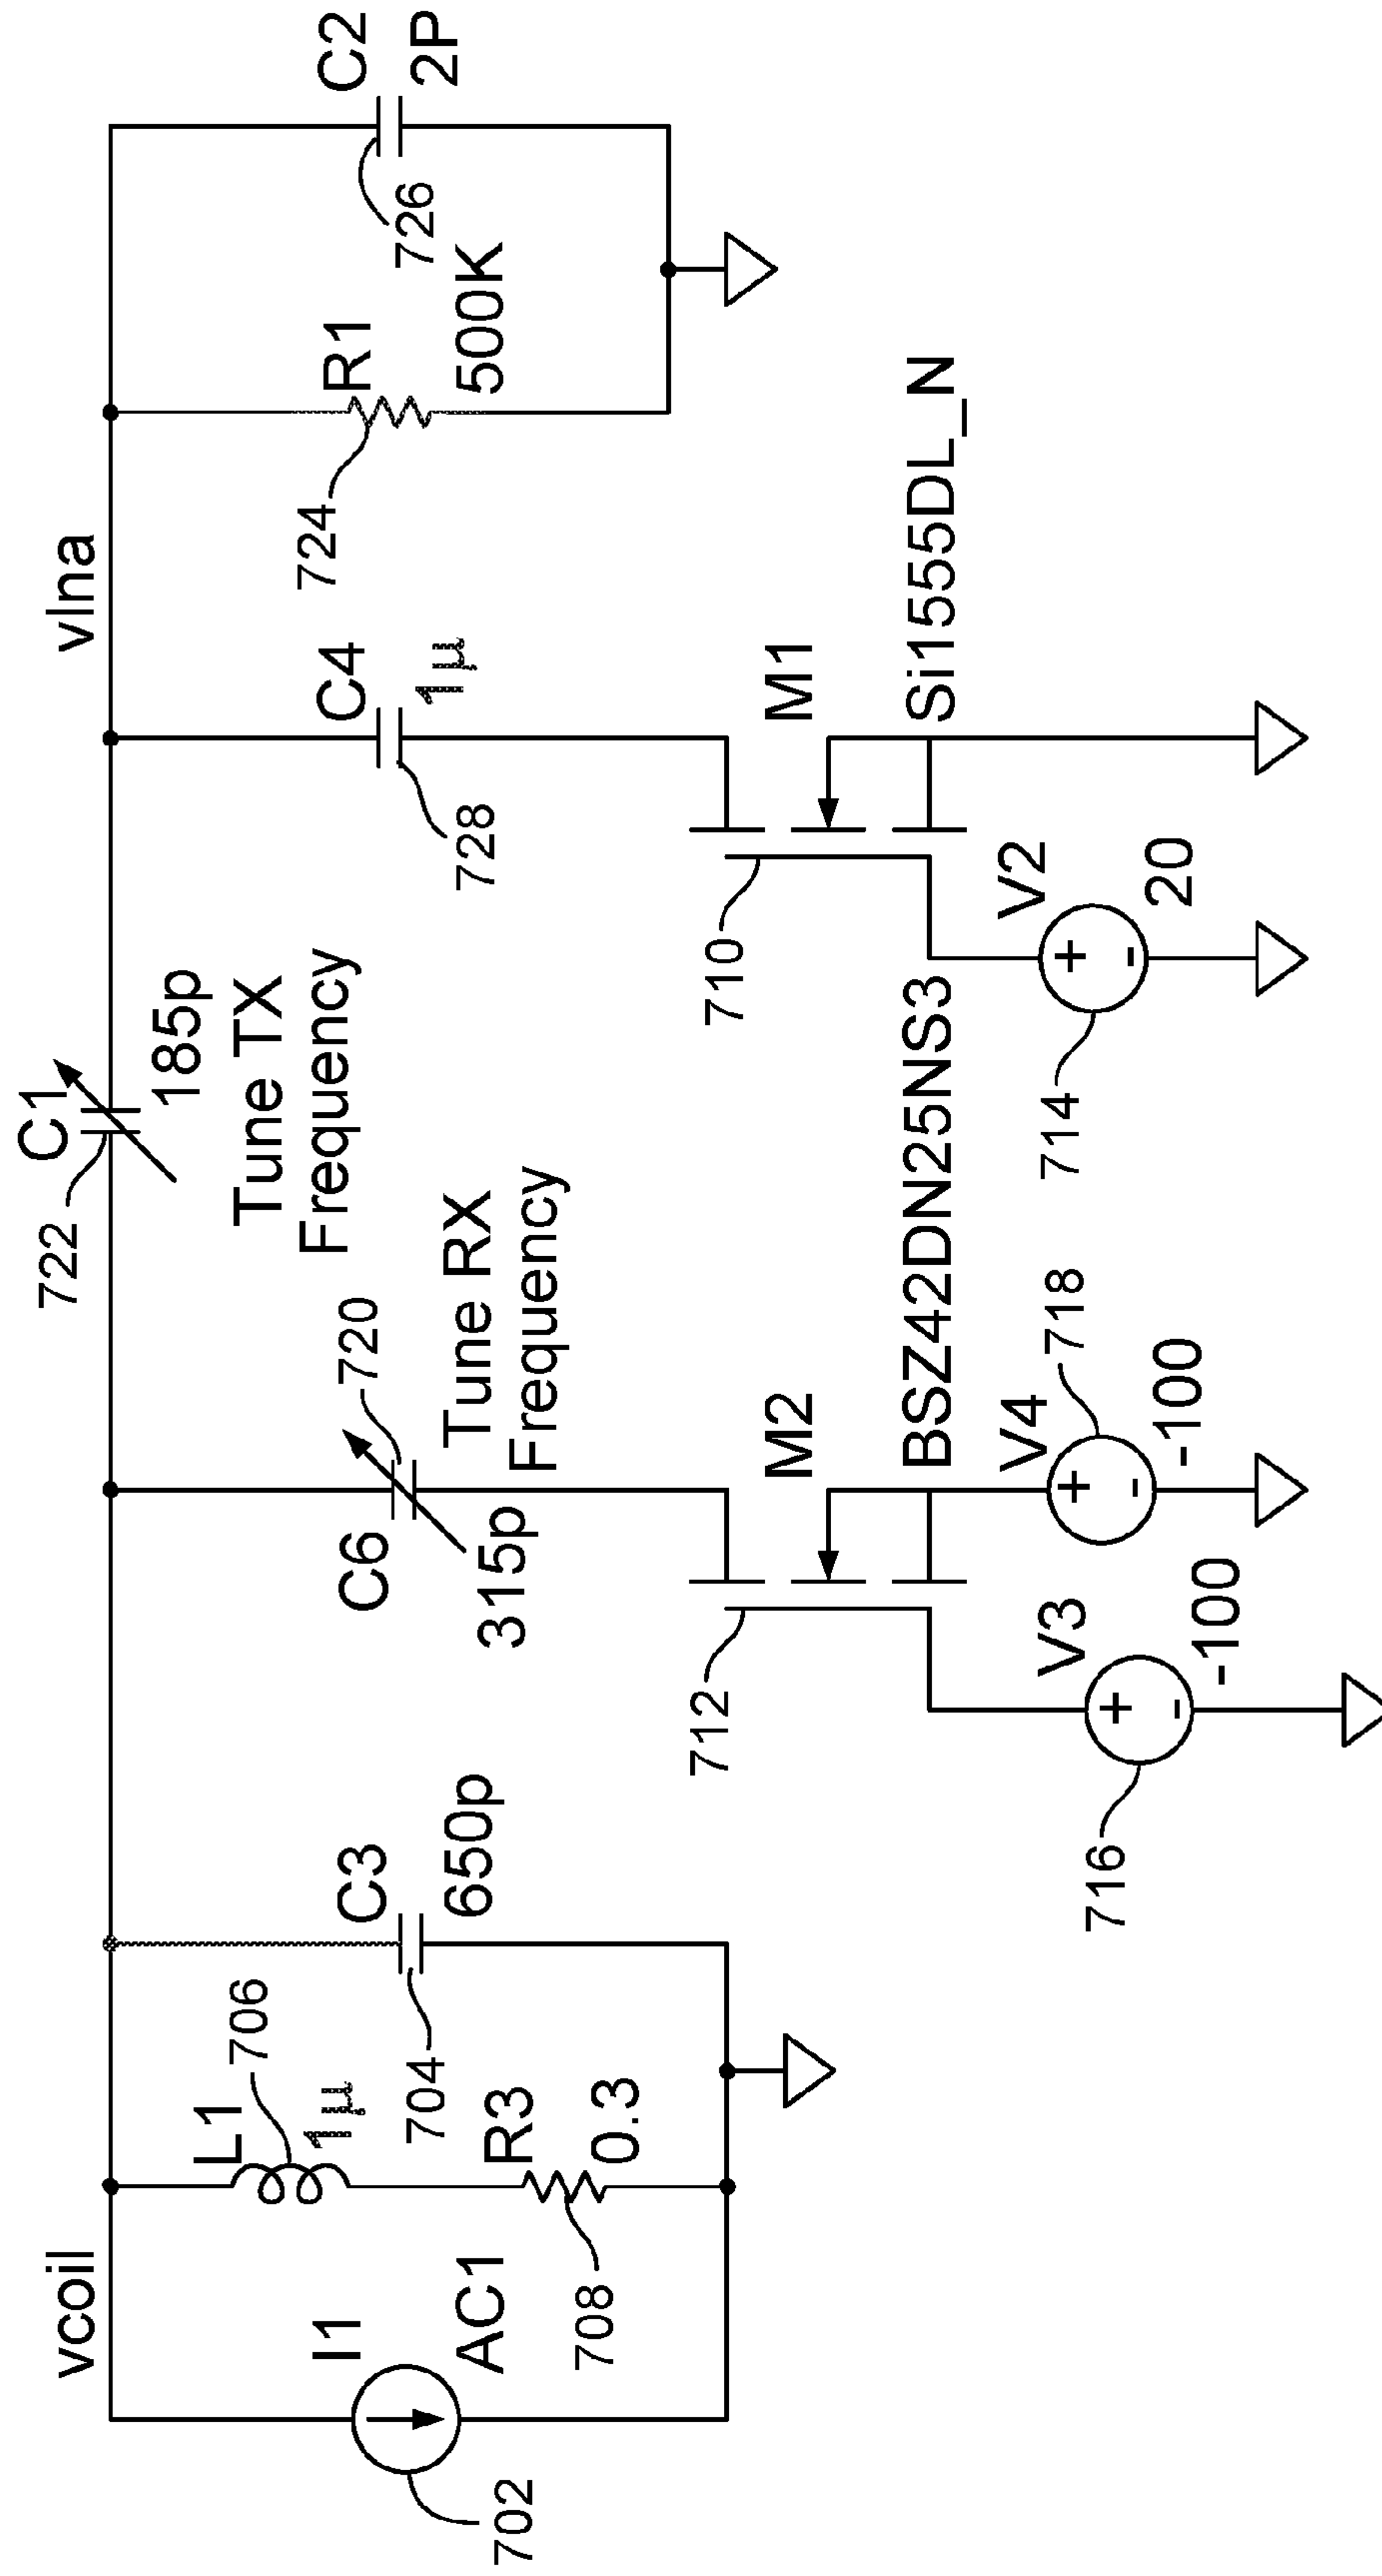 vcoil
I1
AC1
702
L1
1µ
706
R3
0.3
708
C3
650p
704
C6
315p
720
Tune RX
Frequency
M2
BSZ42DN25NS3
712
V3
-100
716
V4
-100
718
C1
185p
722
Tune TX
Frequency
vlna
C4
1µ
728
M1
Si1555DL_N
710
V2
20
714
R1
500K
724
C2
2P
726